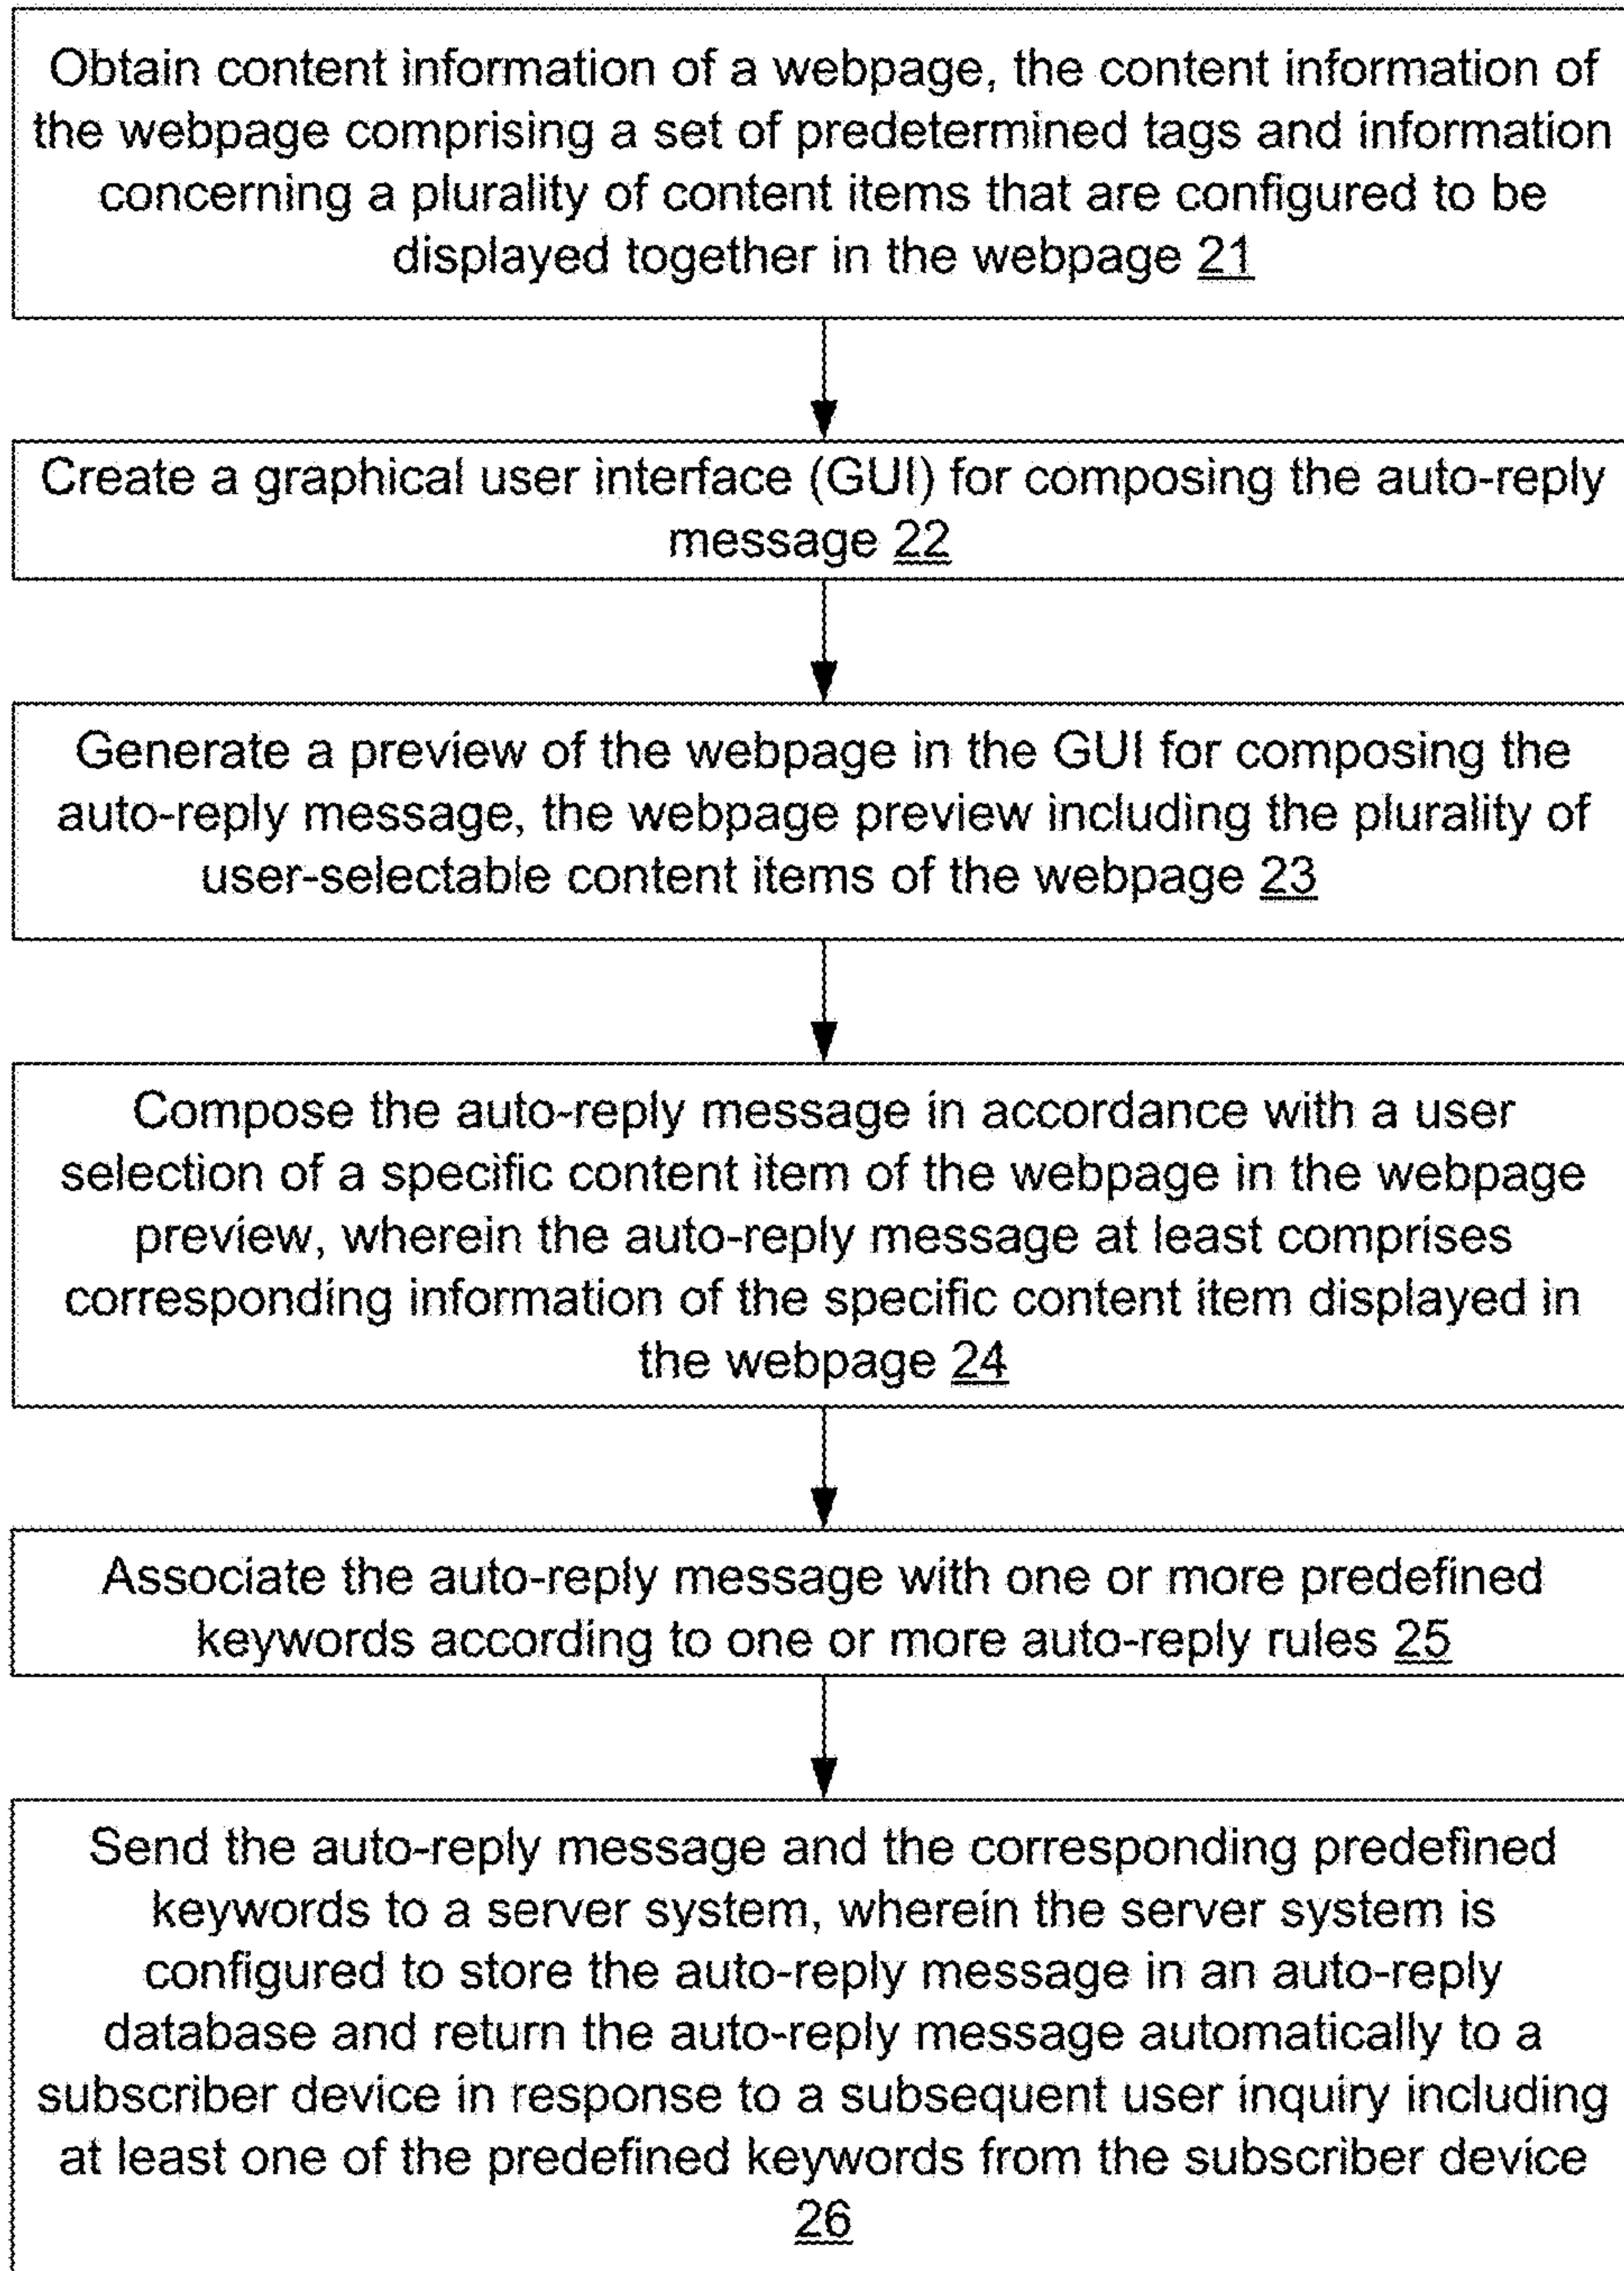 Obtain content information of a webpage, the content information of
the webpage comprising a set of predetermined tags and information
concerning a plurality of content items that are configured to be
displayed together in the webpage 21
Create a graphical user interface (GUI) for composing the auto-reply
message 22
Generate a preview of the webpage in the GUI for composing the
auto-reply message, the webpage preview including the plurality of
user-selectable content items of the webpage 23
Compose the auto-reply message in accordance with a user
selection of a specific content item of the webpage in the webpage
preview, wherein the auto-reply message at least comprises
corresponding information of the specific content item displayed in
the webpage 24
Associate the auto-reply message with one or more predefined
keywords according to one or more auto-reply rules 25
Send the auto-reply message and the corresponding predefined
keywords to a server system, wherein the server system is
configured to store the auto-reply message in an auto-reply
database and return the auto-reply message automatically to a
subscriber device in response to a subsequent user inquiry including
at least one of the predefined keywords from the subscriber device
26